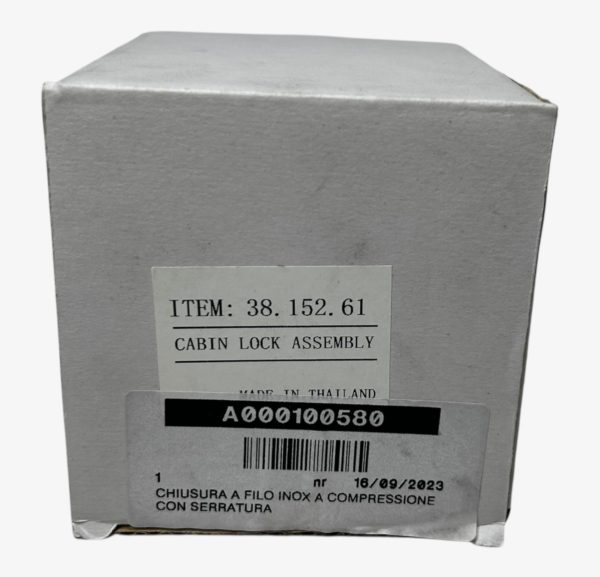 ITEM: 38.152.61
CABIN LOCK ASSEMBLY
MADE IN THAILAND
A000100580
1 nr 16/09/2023
CHIUSURA A FILO INOX A COMPRESSIONE
CON SERRATURA